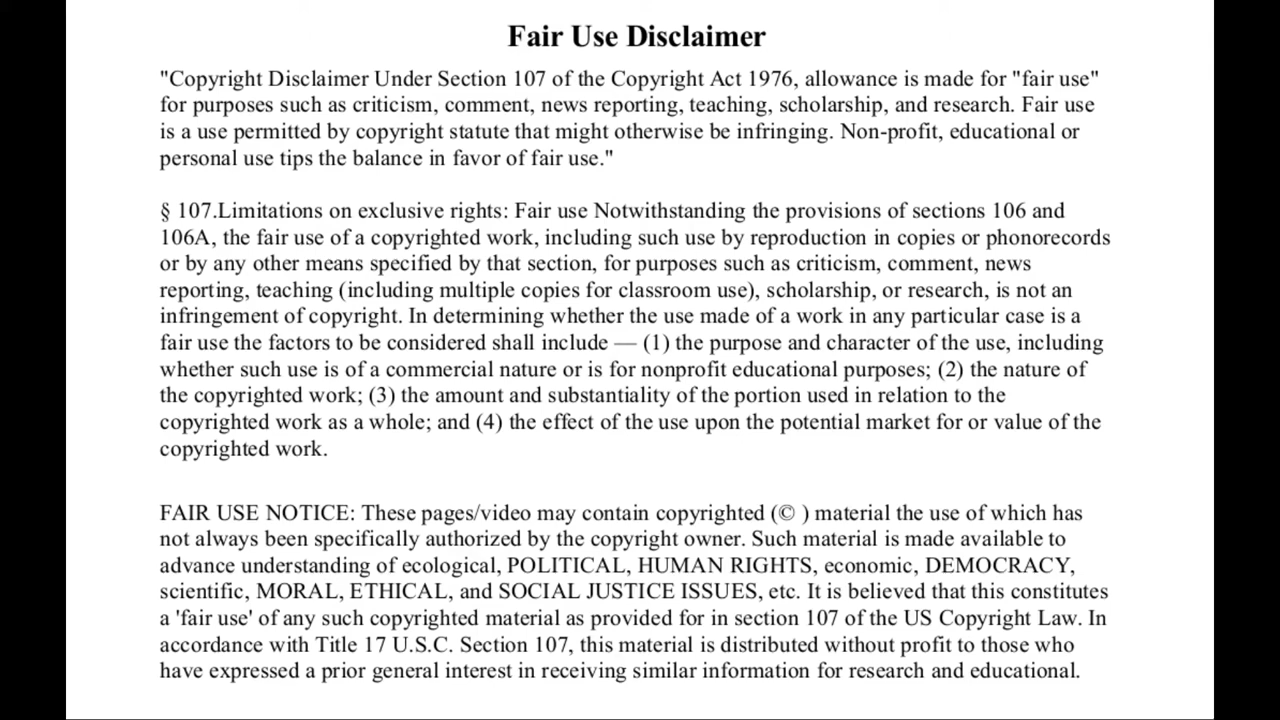 Fair Use Disclaimer
"Copyright Disclaimer Under Section 107 of the Copyright Act 1976, allowance is made for "fair use"
for purposes such as criticism, comment, news reporting, teaching, scholarship, and research. Fair use
is a use permitted by copyright statute that might otherwise be infringing. Non-profit, educational or
personal use tips the balance in favor of fair use."
§ 107.Limitations on exclusive rights: Fair use Notwithstanding the provisions of sections 106 and
106A, the fair use of a copyrighted work, including such use by reproduction in copies or phonorecords
or by any other means specified by that section, for purposes such as criticism, comment, news
reporting, teaching (including multiple copies for classroom use), scholarship, or research, is not an
infringement of copyright. In determining whether the use made of a work in any particular case is a
fair use the factors to be considered shall include — (1) the purpose and character of the use, including
whether such use is of a commercial nature or is for nonprofit educational purposes; (2) the nature of
the copyrighted work; (3) the amount and substantiality of the portion used in relation to the
copyrighted work as a whole; and (4) the effect of the use upon the potential market for or value of the
copyrighted work.
FAIR USE NOTICE: These pages/video may contain copyrighted (© ) material the use of which has
not always been specifically authorized by the copyright owner. Such material is made available to
advance understanding of ecological, POLITICAL, HUMAN RIGHTS, economic, DEMOCRACY,
scientific, MORAL, ETHICAL, and SOCIAL JUSTICE ISSUES, etc. It is believed that this constitutes
a 'fair use' of any such copyrighted material as provided for in section 107 of the US Copyright Law. In
accordance with Title 17 U.S.C. Section 107, this material is distributed without profit to those who
have expressed a prior general interest in receiving similar information for research and educational.